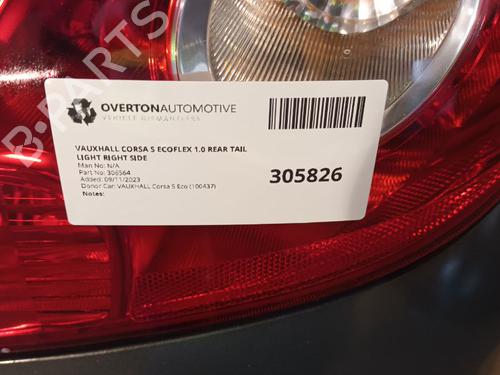 OVERTONAUTOMOTIVE
VEHICLE DISMANTLERS
VAUXHALL CORSA S ECOFLEX 1.0 REAR TAIL
LIGHT RIGHT SIDE
Man No: N/A
Part No: 306564
Added: 09/11/2023
Donor Car: VAUXHALL Corsa S Eco (100437)
Notes:
305826
B-PARTS